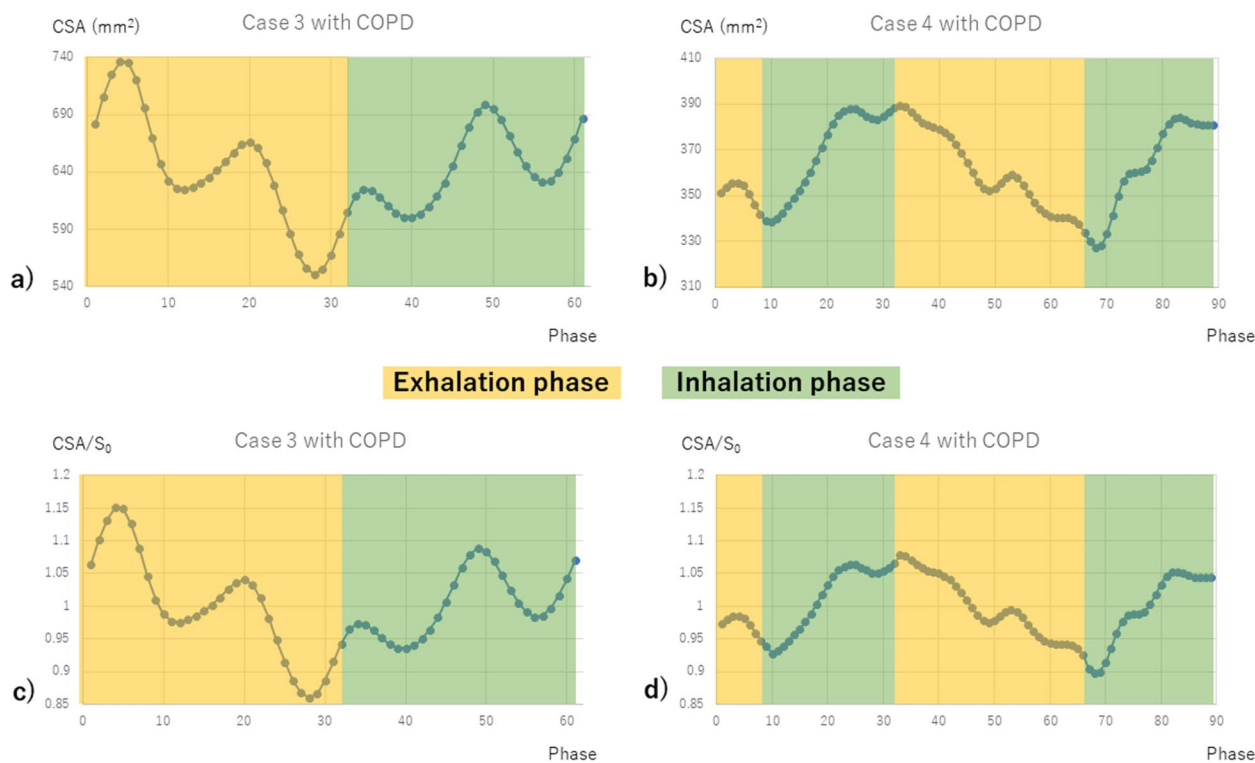 CSA (mm²) Case 3 with COPD
740
690
640
590
540
0 10 20 30 40 50 60
Phase
a)
CSA (mm²) Case 4 with COPD
410
390
370
350
330
310
0 10 20 30 40 50 60 70 80 90
Phase
b)
Exhalation phase Inhalation phase
CSA/S₀ Case 3 with COPD
1.2
1.15
1.1
1.05
1
0.95
0.9
0.85
0 10 20 30 40 50 60
Phase
c)
CSA/S₀ Case 4 with COPD
1.2
1.15
1.1
1.05
1
0.95
0.9
0.85
0 10 20 30 40 50 60 70 80 90
Phase
d)